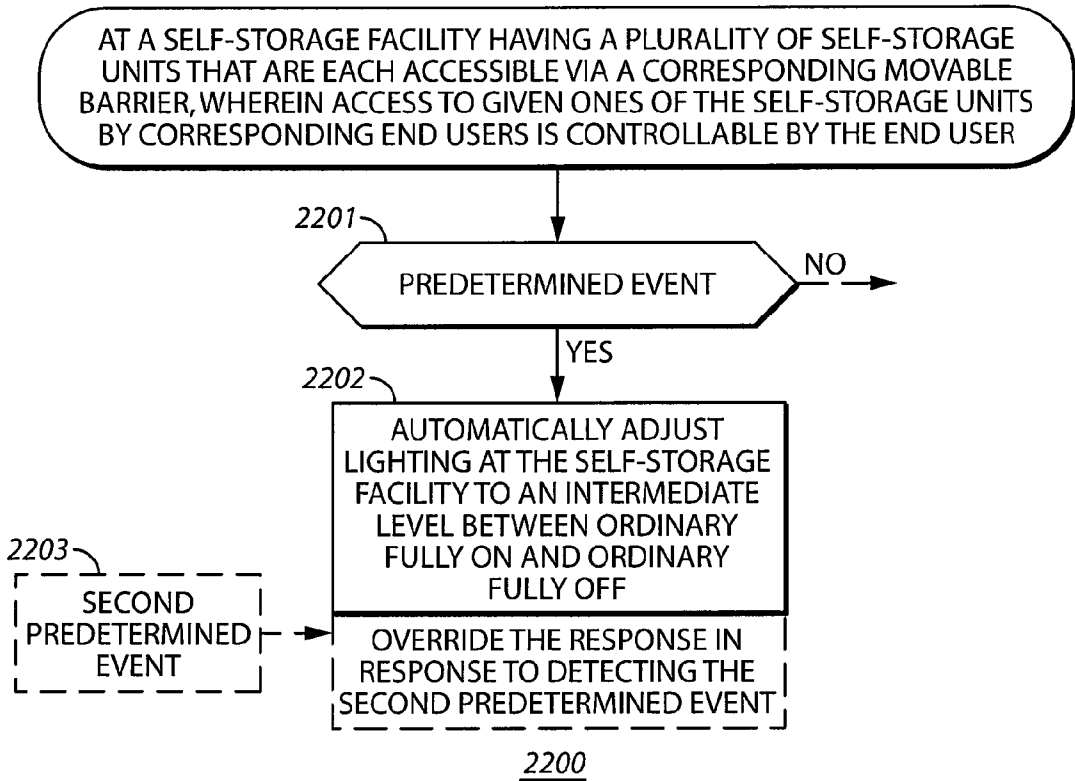 AT A SELF-STORAGE FACILITY HAVING A PLURALITY OF SELF-STORAGE
UNITS THAT ARE EACH ACCESSIBLE VIA A CORRESPONDING MOVABLE
BARRIER, WHEREIN ACCESS TO GIVEN ONES OF THE SELF-STORAGE UNITS
BY CORRESPONDING END USERS IS CONTROLLABLE BY THE END USER
2201
PREDETERMINED EVENT
NO
YES
2202
AUTOMATICALLY ADJUST
LIGHTING AT THE SELF-STORAGE
FACILITY TO AN INTERMEDIATE
LEVEL BETWEEN ORDINARY
FULLY ON AND ORDINARY
FULLY OFF
2203
SECOND
PREDETERMINED
EVENT
OVERRIDE THE RESPONSE IN
RESPONSE TO DETECTING THE
SECOND PREDETERMINED EVENT
2200